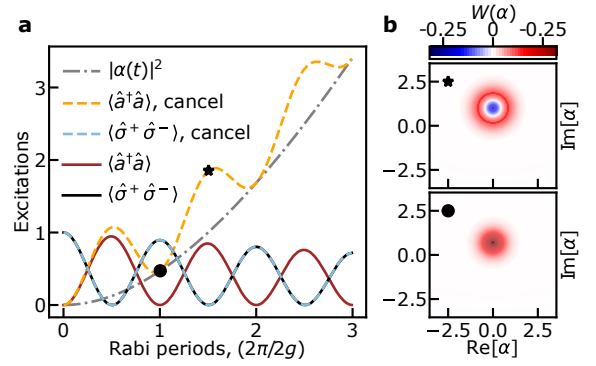 a
b
W(α)
−0.25 0 −0.25
|α(t)|²
⟨â†â⟩, cancel
⟨σ̂⁺ σ̂⁻⟩, cancel
⟨â†â⟩
⟨σ̂⁺ σ̂⁻⟩
Excitations
3
2
1
0
0 1 2 3
Rabi periods, (2π/2g)
2.5
0.0
−2.5
Im[α]
2.5
0.0
−2.5
Im[α]
−2.5 0.0 2.5
Re[α]